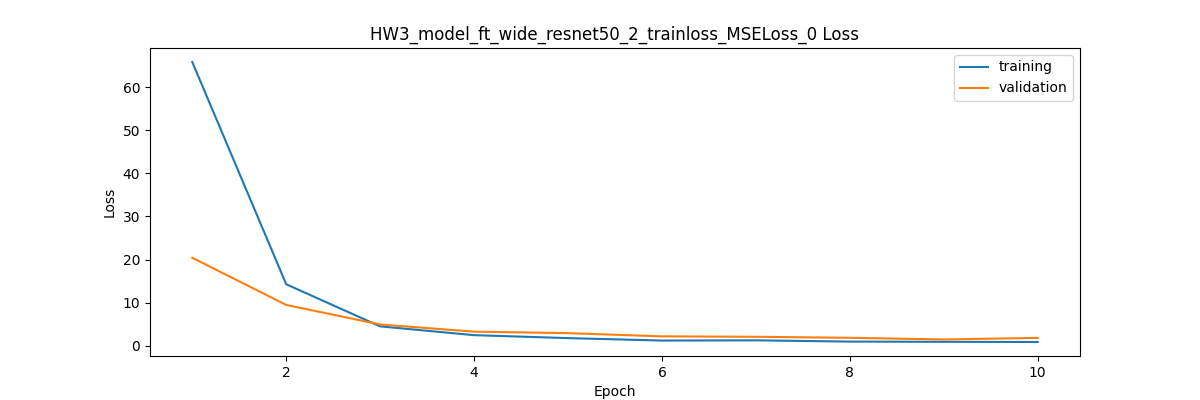 HW3_model_ft_wide_resnet50_2_trainloss_MSELoss_0 Loss
training
validation
60
50
40
30
20
10
0
Loss
2
4
6
8
10
Epoch